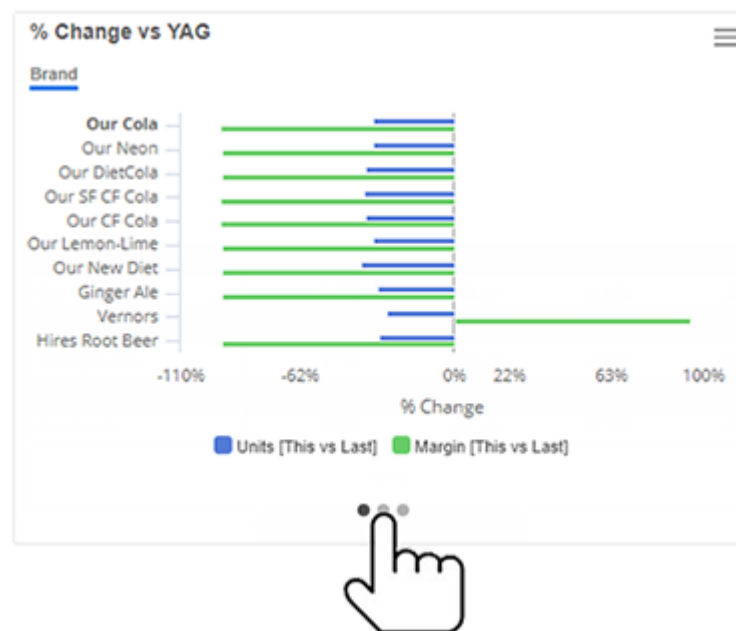 % Change vs YAG
Brand
Our Cola
Our Neon
Our DietCola
Our SF CF Cola
Our CF Cola
Our Lemon-Lime
Our New Diet
Ginger Ale
Vernors
Hires Root Beer
-110% -62% 0% 22% 63% 100%
% Change
Units [This vs Last] Margin [This vs Last]